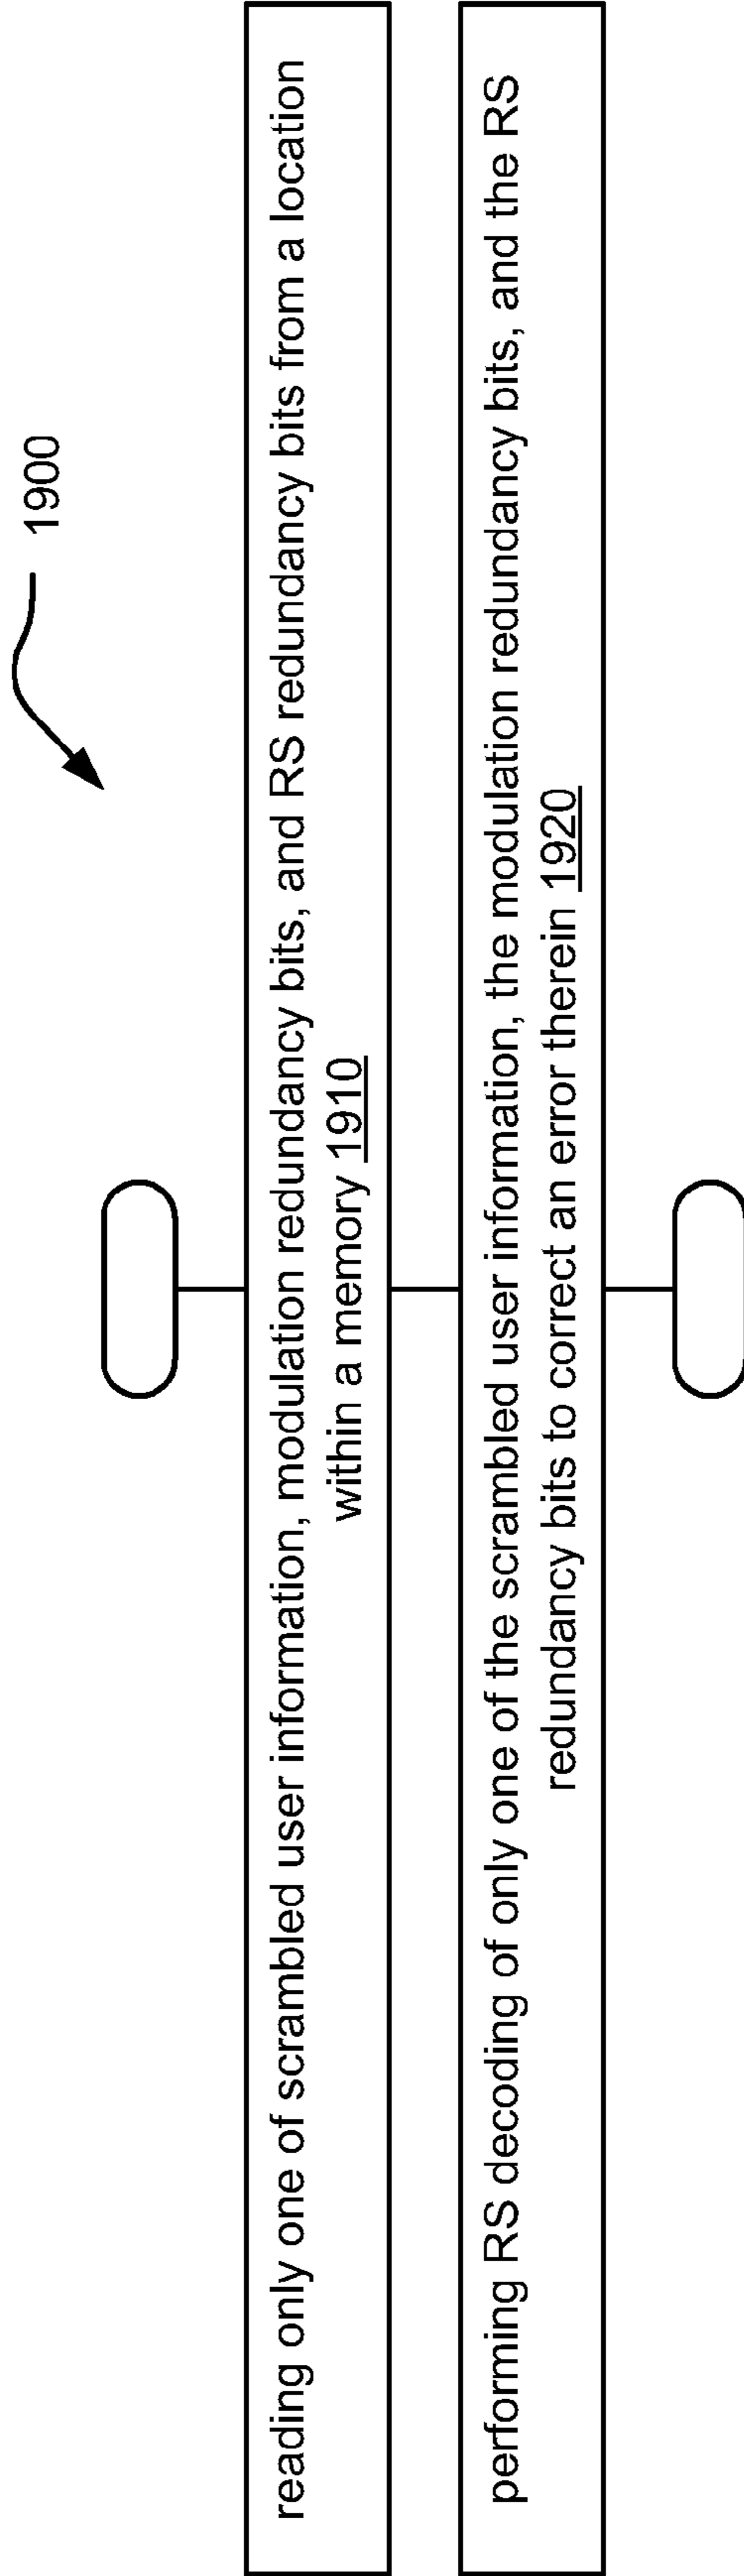 1900
reading only one of scrambled user information, modulation redundancy bits, and RS redundancy bits from a location
within a memory 1910
performing RS decoding of only one of the scrambled user information, the modulation redundancy bits, and the RS
redundancy bits to correct an error therein 1920